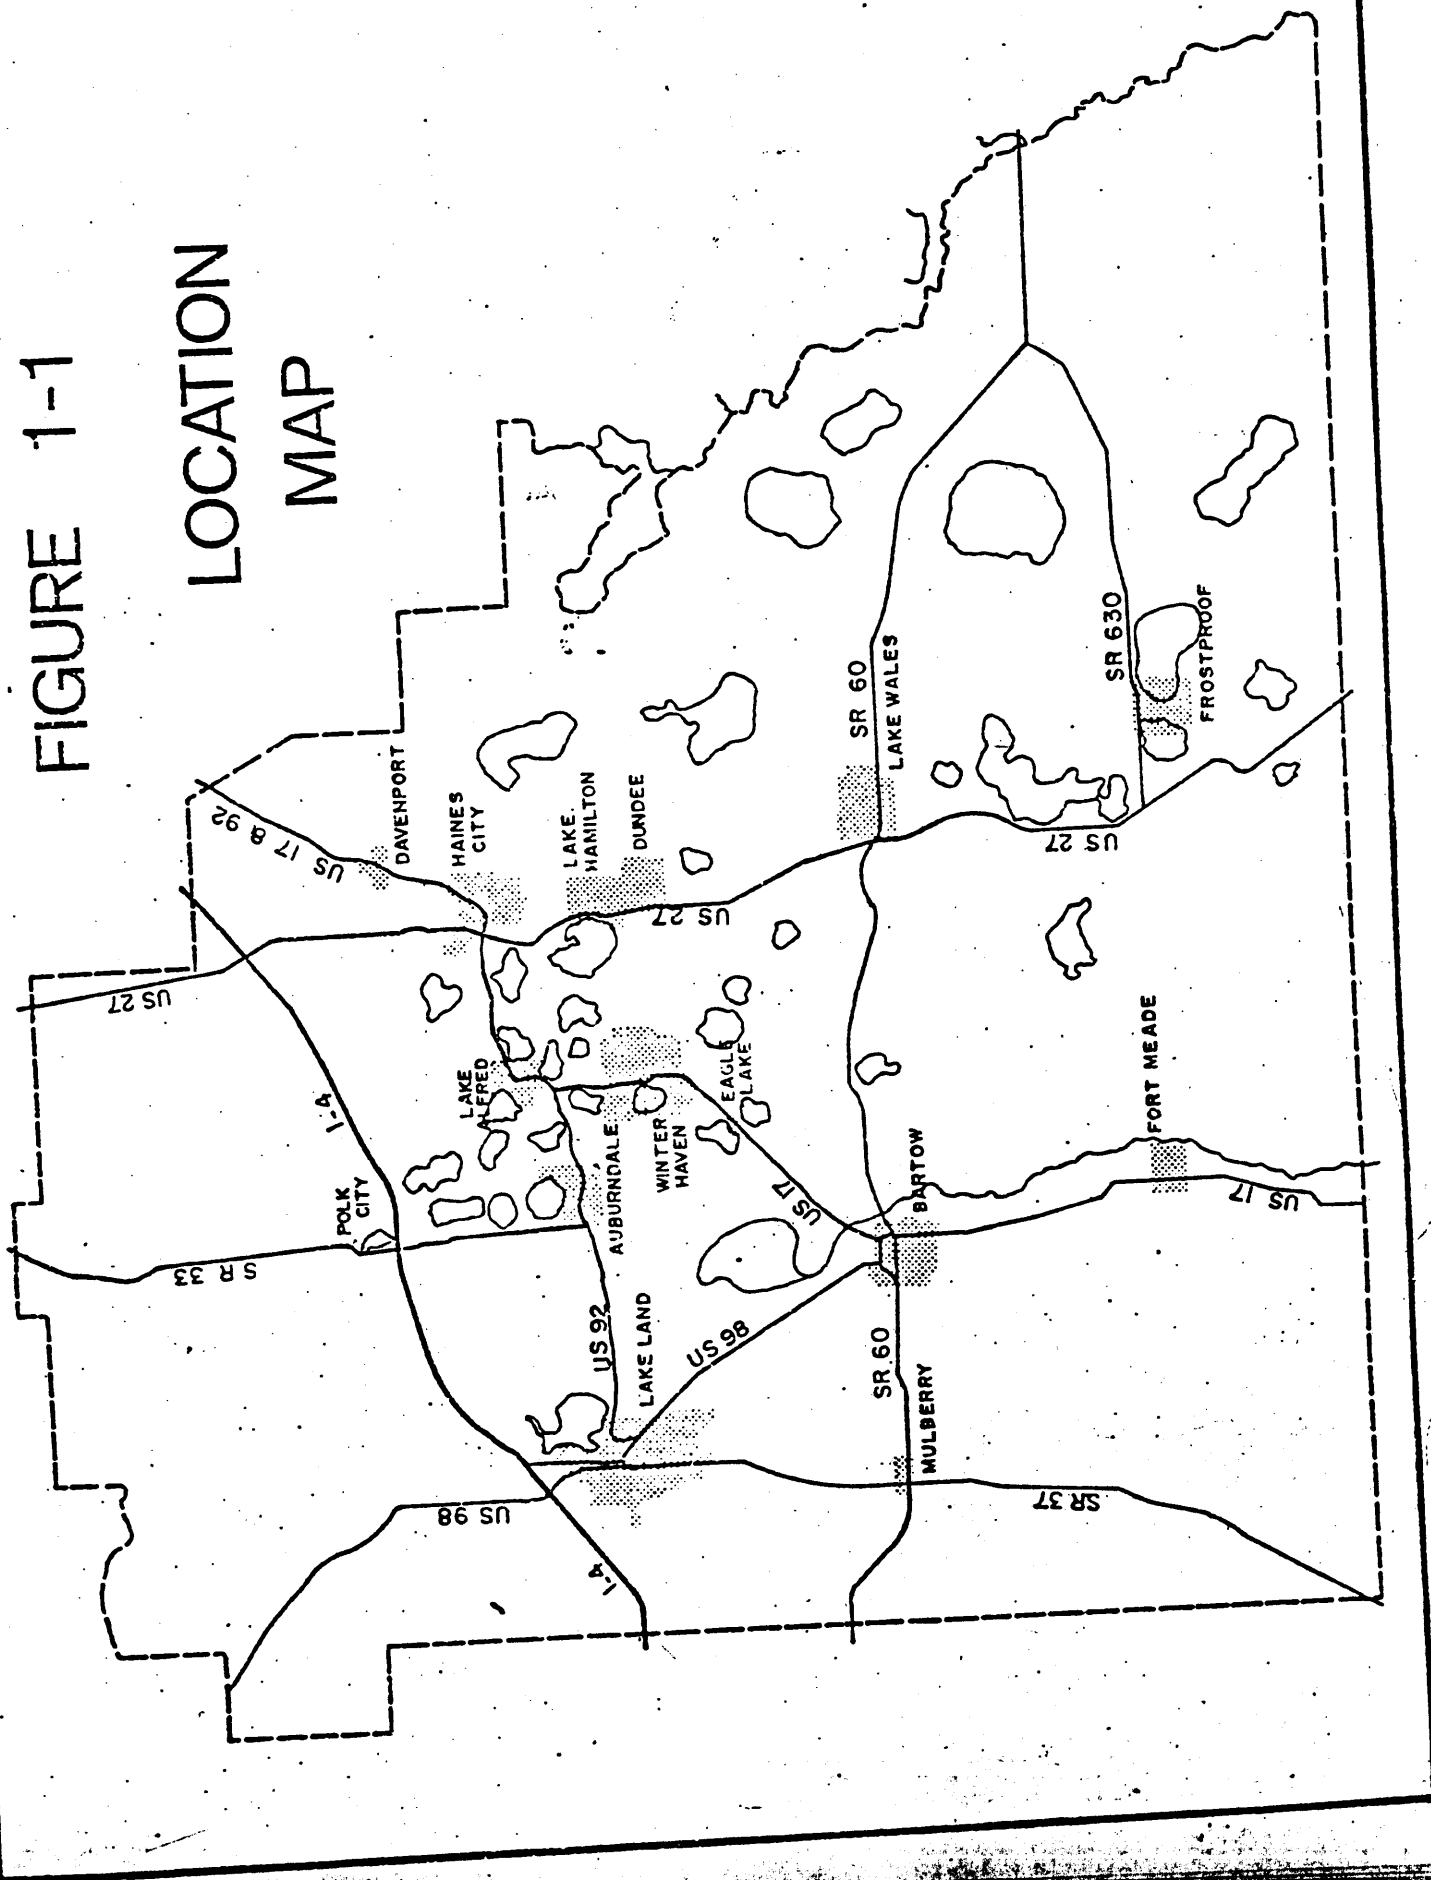 FIGURE 1-1
LOCATION
MAP
US 27
US 17 & 92
DAVENPORT
HAINES
CITY
LAKE
HAMILTON
DUNDEE
US 27
SR 60
LAKE WALES
US 27
SR 630
FROSTPROOF
SR 33
POLK
CITY
I-4
LAKE
ALFRED
AUBURNDALE
WINTER
HAVEN
EAGLE
LAKE
US 17
BARTOW
FORT MEADE
US 17
US 98
I-4
US 92
LAKE LAND
US 98
SR 60
MULBERRY
SR 37